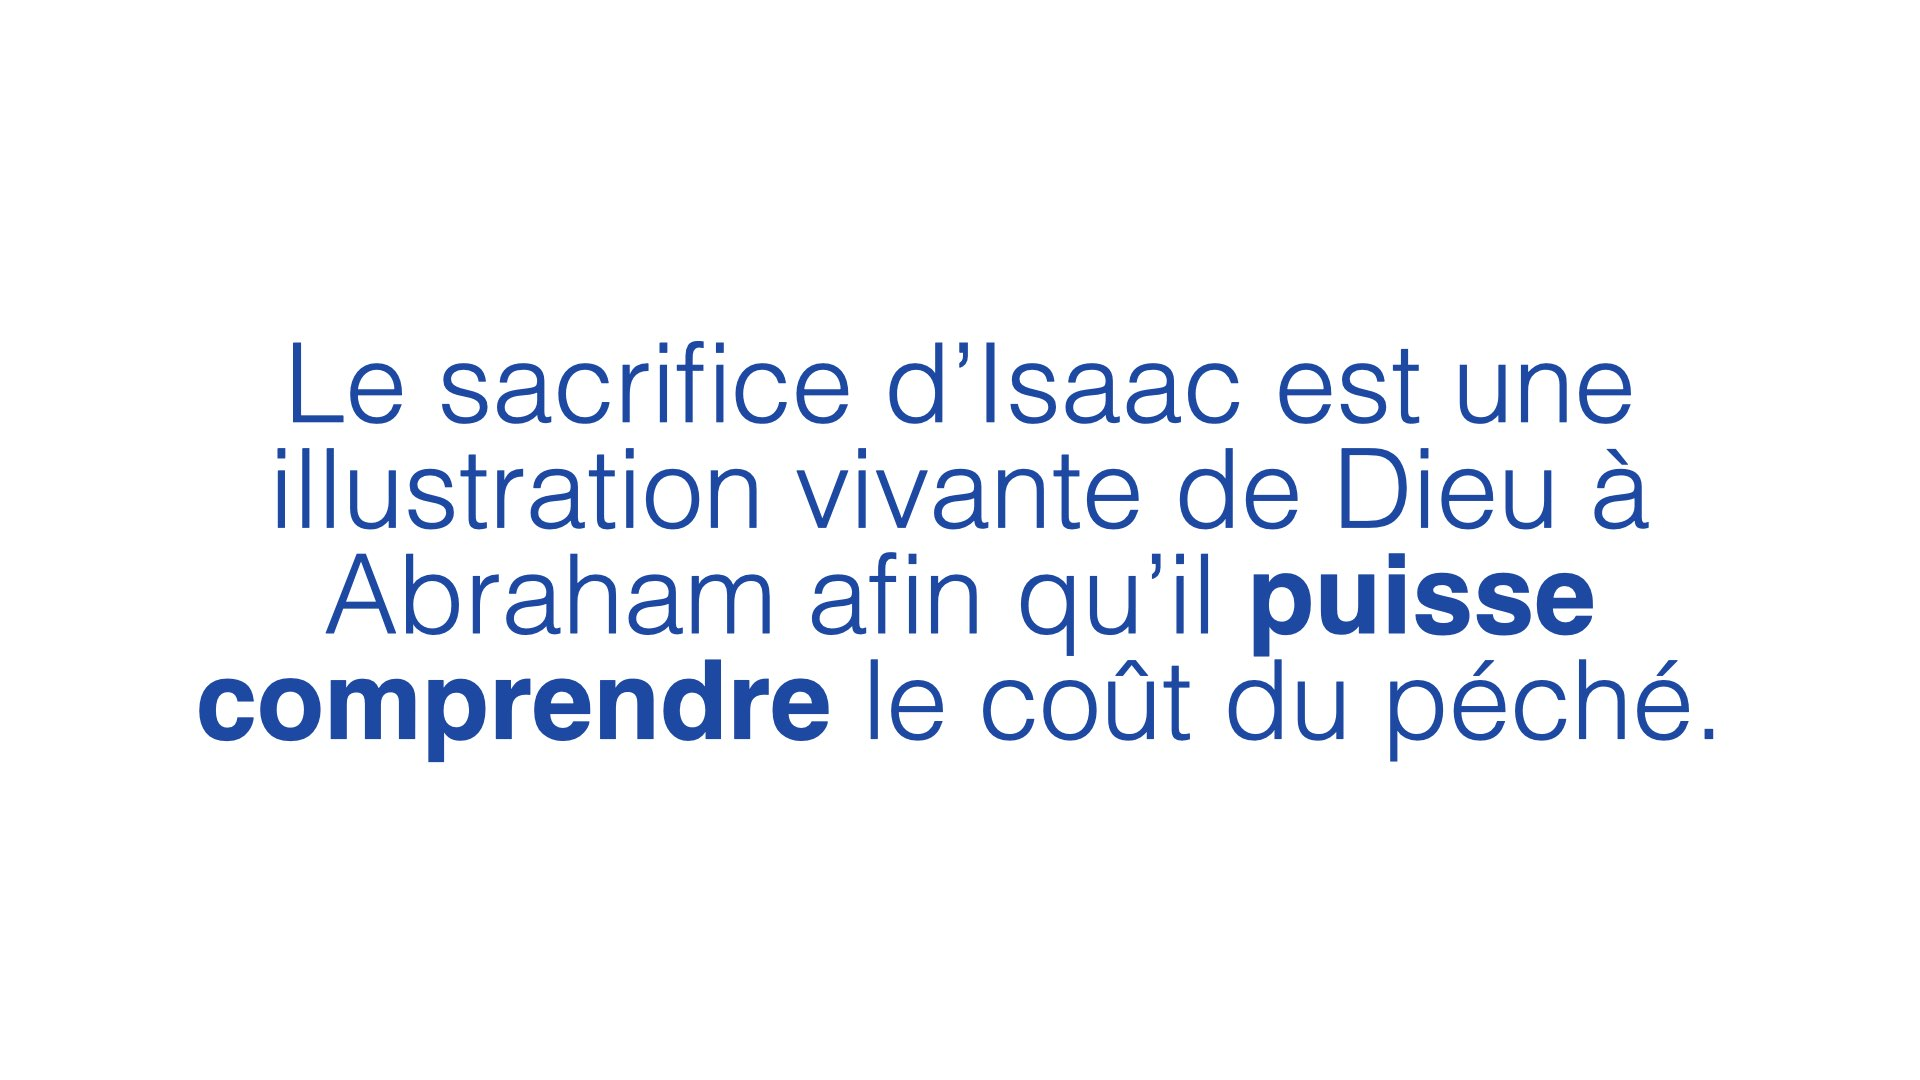 Le sacrifice d’Isaac est une
illustration vivante de Dieu à
Abraham afin qu’il puisse
comprendre le coût du péché.